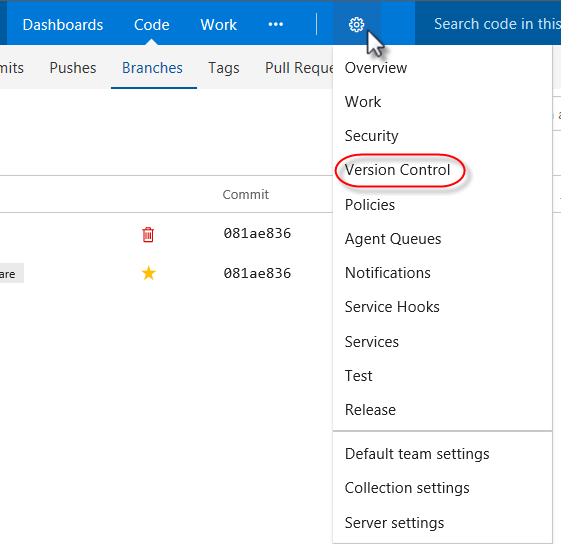 Dashboards Code Work ••• Search code in this
mits Pushes Branches Tags Pull Reque
Overview
Work
Security
Version Control
Commit
Policies
081ae836
Agent Queues
are 081ae836
Notifications
Service Hooks
Services
Test
Release
Default team settings
Collection settings
Server settings